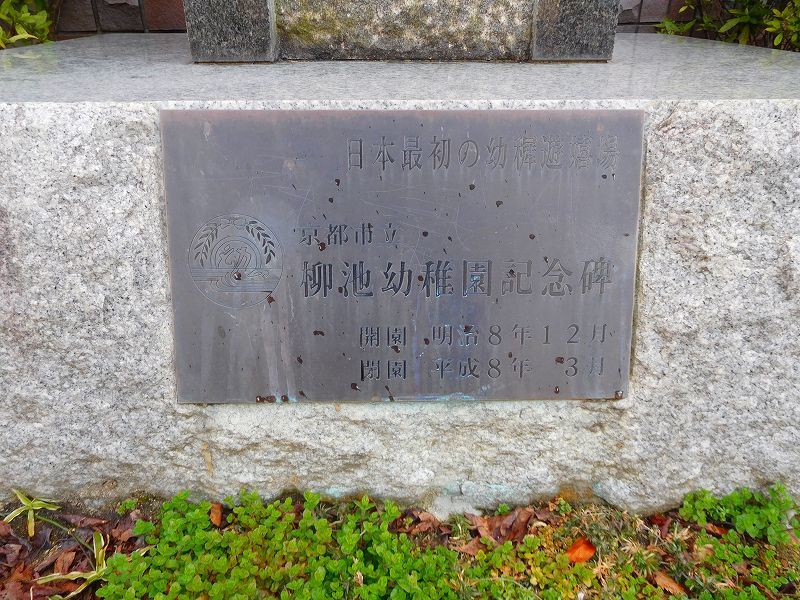 日本最初の幼穉遊嬉場
京都市立
柳池幼稚園記念碑
開園 明治8年12月
閉園 平成8年 3月
幼